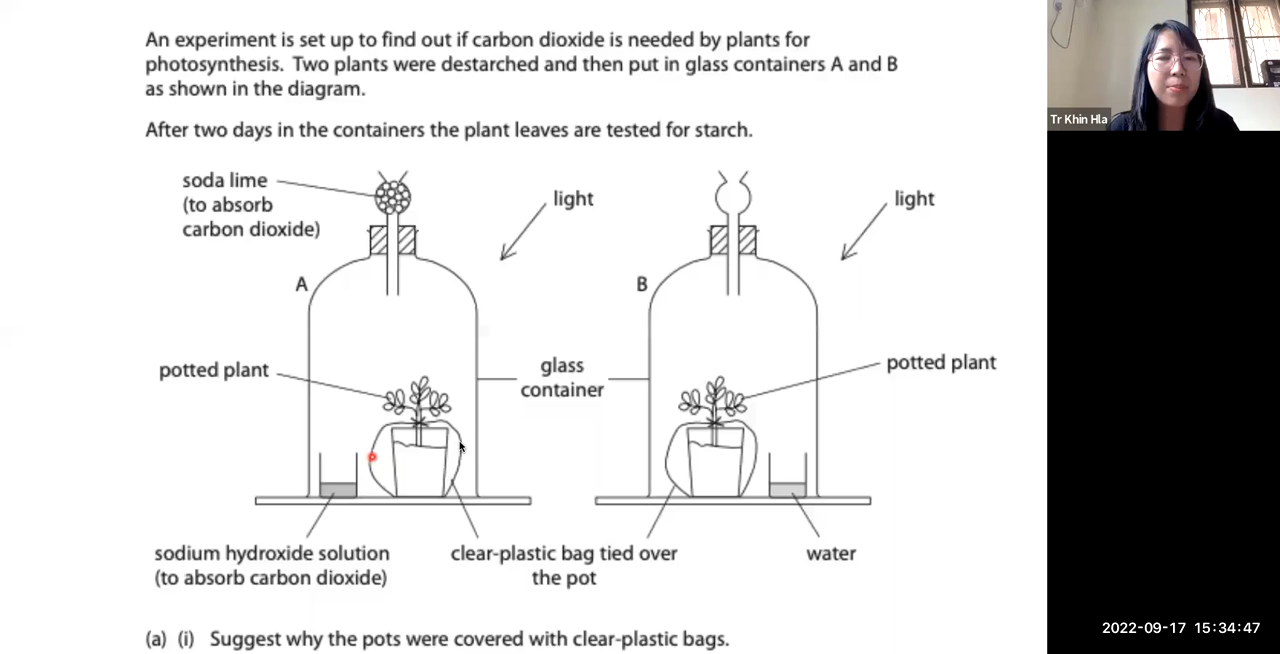 An experiment is set up to find out if carbon dioxide is needed by plants for
photosynthesis. Two plants were destarched and then put in glass containers A and B
as shown in the diagram.
After two days in the containers the plant leaves are tested for starch.
soda lime
(to absorb
carbon dioxide)
light
light
A
B
potted plant
glass
container
potted plant
sodium hydroxide solution
(to absorb carbon dioxide)
clear-plastic bag tied over
the pot
water
(a) (i) Suggest why the pots were covered with clear-plastic bags.
Tr Khin Hla
2022-09-17 15:34:47